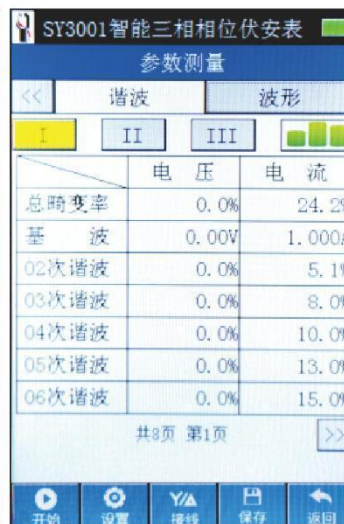 SY3001智能三相相位伏安表
参数测量
<< 谐波 波形
I II III
电 压 电 流
总畸变率 0.0% 24.2%
基 波 0.00V 1.000A
02次谐波 0.0% 5.1%
03次谐波 0.0% 8.0%
04次谐波 0.0% 10.0%
05次谐波 0.0% 13.0%
06次谐波 0.0% 15.0%
共8页 第1页 >>
开始 设置 Y/△ 接线 保存 返回